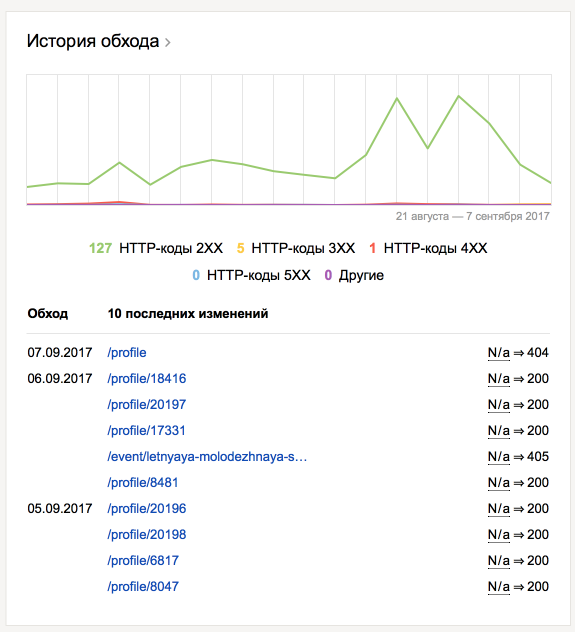 История обхода ›
21 августа — 7 сентября 2017
127 HTTP-коды 2XX 5 HTTP-коды 3XX 1 HTTP-коды 4XX
0 HTTP-коды 5XX 0 Другие
Обход 10 последних изменений
07.09.2017 /profile N/a ⇒ 404
06.09.2017 /profile/18416 N/a ⇒ 200
/profile/20197 N/a ⇒ 200
/profile/17331 N/a ⇒ 200
/event/letnyaya-molodezhnaya-s… N/a ⇒ 405
/profile/8481 N/a ⇒ 200
05.09.2017 /profile/20196 N/a ⇒ 200
/profile/20198 N/a ⇒ 200
/profile/6817 N/a ⇒ 200
/profile/8047 N/a ⇒ 200